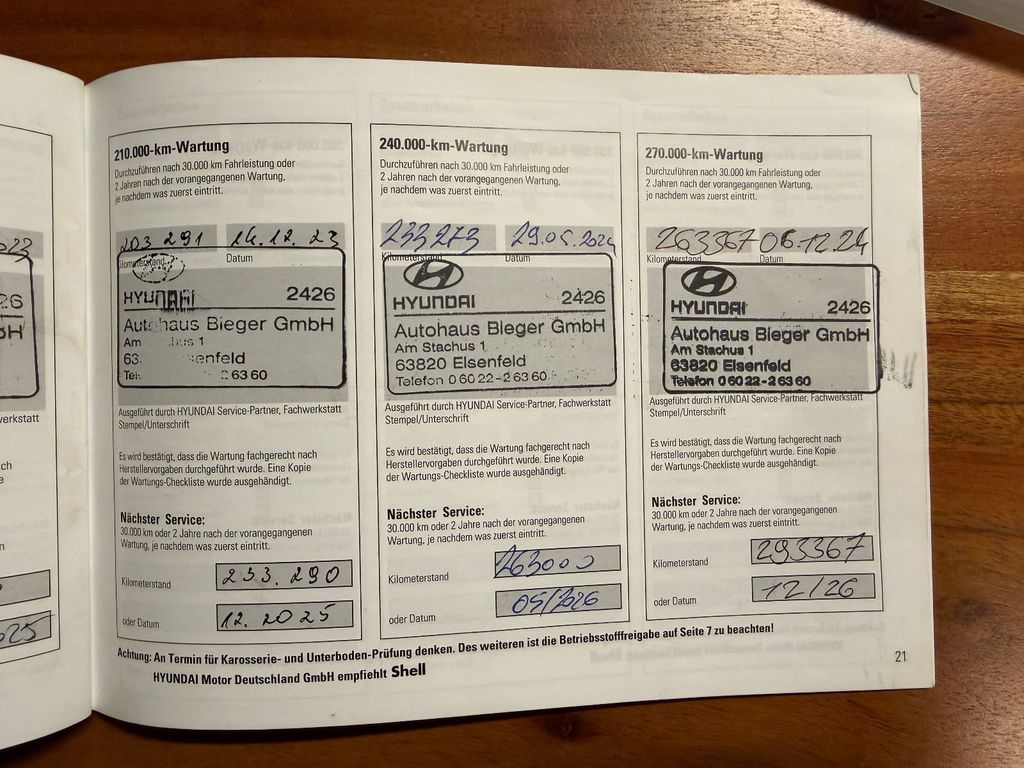 210.000-km-Wartung
Durchzuführen nach 30.000 km Fahrleistung oder
2 Jahren nach der vorangegangenen Wartung,
je nachdem was zuerst eintritt.
203 291
14.12.23
Kilometerstand
Datum
HYUNDAI
2426
Autohaus Bieger GmbH
Am
us 1
63
senfeld
Tel
2 63 60
Ausgeführt durch HYUNDAI Service-Partner, Fachwerkstatt
Stempel/Unterschrift
Es wird bestätigt, dass die Wartung fachgerecht nach
Herstellervorgaben durchgeführt wurde. Eine Kopie
der Wartungs-Checkliste wurde ausgehändigt.
Nächster Service:
30.000 km oder 2 Jahre nach der vorangegangenen
Wartung, je nachdem was zuerst eintritt.
Kilometerstand
233.290
oder Datum
12.2025
240.000-km-Wartung
Durchzuführen nach 30.000 km Fahrleistung oder
2 Jahren nach der vorangegangenen Wartung,
je nachdem was zuerst eintritt.
233 273
29.05.2024
Kilometerstand
Datum
HYUNDAI
2426
Autohaus Bieger GmbH
Am Stachus 1
63820 Elsenfeld
Telefon 0 60 22 - 2 63 60
Ausgeführt durch HYUNDAI Service-Partner, Fachwerkstatt
Stempel/Unterschrift
Es wird bestätigt, dass die Wartung fachgerecht nach
Herstellervorgaben durchgeführt wurde. Eine Kopie
der Wartungs-Checkliste wurde ausgehändigt.
Nächster Service:
30.000 km oder 2 Jahre nach der vorangegangenen
Wartung, je nachdem was zuerst eintritt.
Kilometerstand
263000
oder Datum
05/2026
270.000-km-Wartung
Durchzuführen nach 30.000 km Fahrleistung oder
2 Jahren nach der vorangegangenen Wartung,
je nachdem was zuerst eintritt.
263367
06.12.24
Kilometerstand
Datum
HYUNDAI
2426
Autohaus Bieger GmbH
Am Stachus 1
63820 Elsenfeld
Telefon 0 60 22 - 2 63 60
Ausgeführt durch HYUNDAI Service-Partner, Fachwerkstatt
Stempel/Unterschrift
Es wird bestätigt, dass die Wartung fachgerecht nach
Herstellervorgaben durchgeführt wurde. Eine Kopie
der Wartungs-Checkliste wurde ausgehändigt.
Nächster Service:
30.000 km oder 2 Jahre nach der vorangegangenen
Wartung, je nachdem was zuerst eintritt.
Kilometerstand
293367
oder Datum
12/26
Achtung: An Termin für Karosserie- und Unterboden-Prüfung denken. Des weiteren ist die Betriebsstofffreigabe auf Seite 7 zu beachten!
HYUNDAI Motor Deutschland GmbH empfiehlt Shell
21